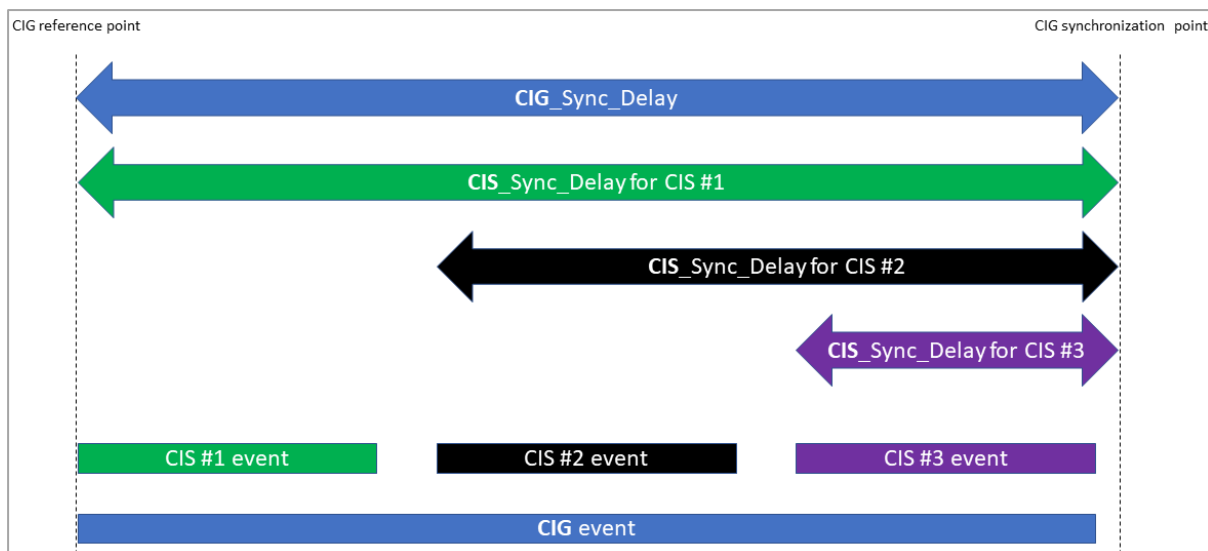 CIG reference point
CIG synchronization point
CIG_Sync_Delay
CIS_Sync_Delay for CIS #1
CIS_Sync_Delay for CIS #2
CIS_Sync_Delay for CIS #3
CIS #1 event
CIS #2 event
CIS #3 event
CIG event